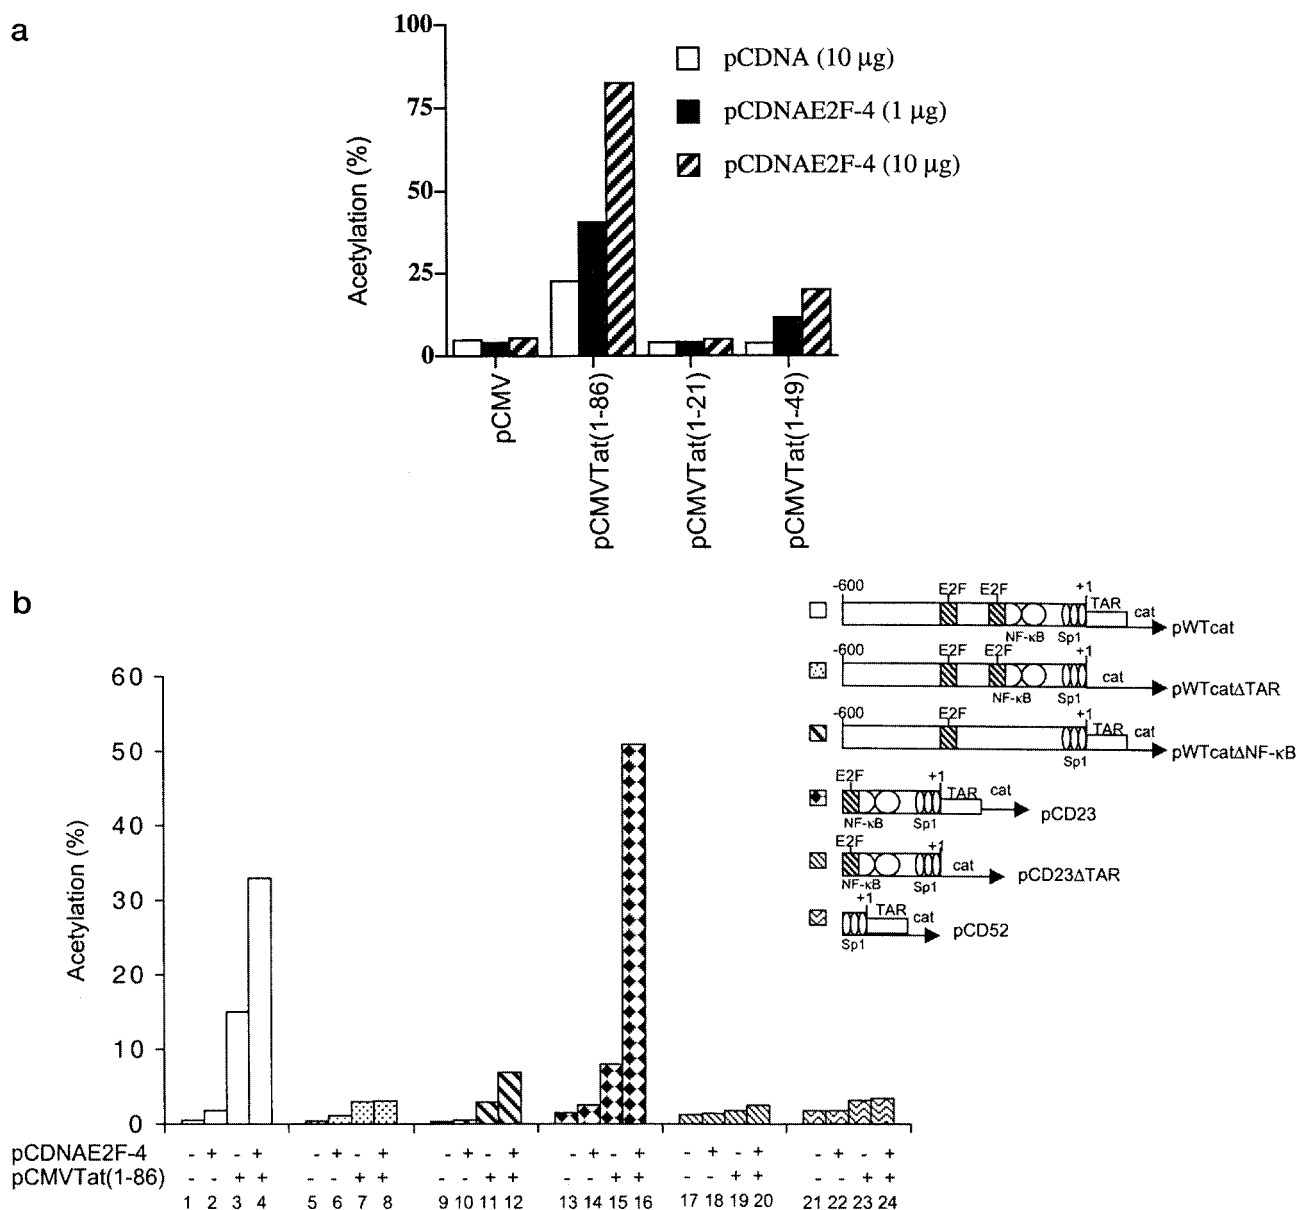 a
100
75
50
25
0
Acetylation (%)
pCDNA (10 µg)
pCDNAE2F-4 (1 µg)
pCDNAE2F-4 (10 µg)
pCMV
pCMVTat(1-86)
pCMVTat(1-21)
pCMVTat(1-49)
b
60
50
40
30
20
10
0
Acetylation (%)
-600 E2F E2F +1
TAR cat
NF-κB Sp1
pWTcat
-600 E2F E2F +1
cat
NF-κB Sp1
pWTcatΔTAR
-600 E2F +1
TAR cat
Sp1
pWTcatΔNF-κB
E2F +1
TAR cat
NF-κB Sp1
pCD23
E2F +1
cat
NF-κB Sp1
pCD23ΔTAR
+1
TAR cat
Sp1
pCD52
pCDNAE2F-4 - + - + - + - + - + - + - + - + - + - + - + - +
pCMVTat(1-86) - - + + - - + + - - + + - - + + - - + + - - + +
1 2 3 4 5 6 7 8 9 10 11 12 13 14 15 16 17 18 19 20 21 22 23 24